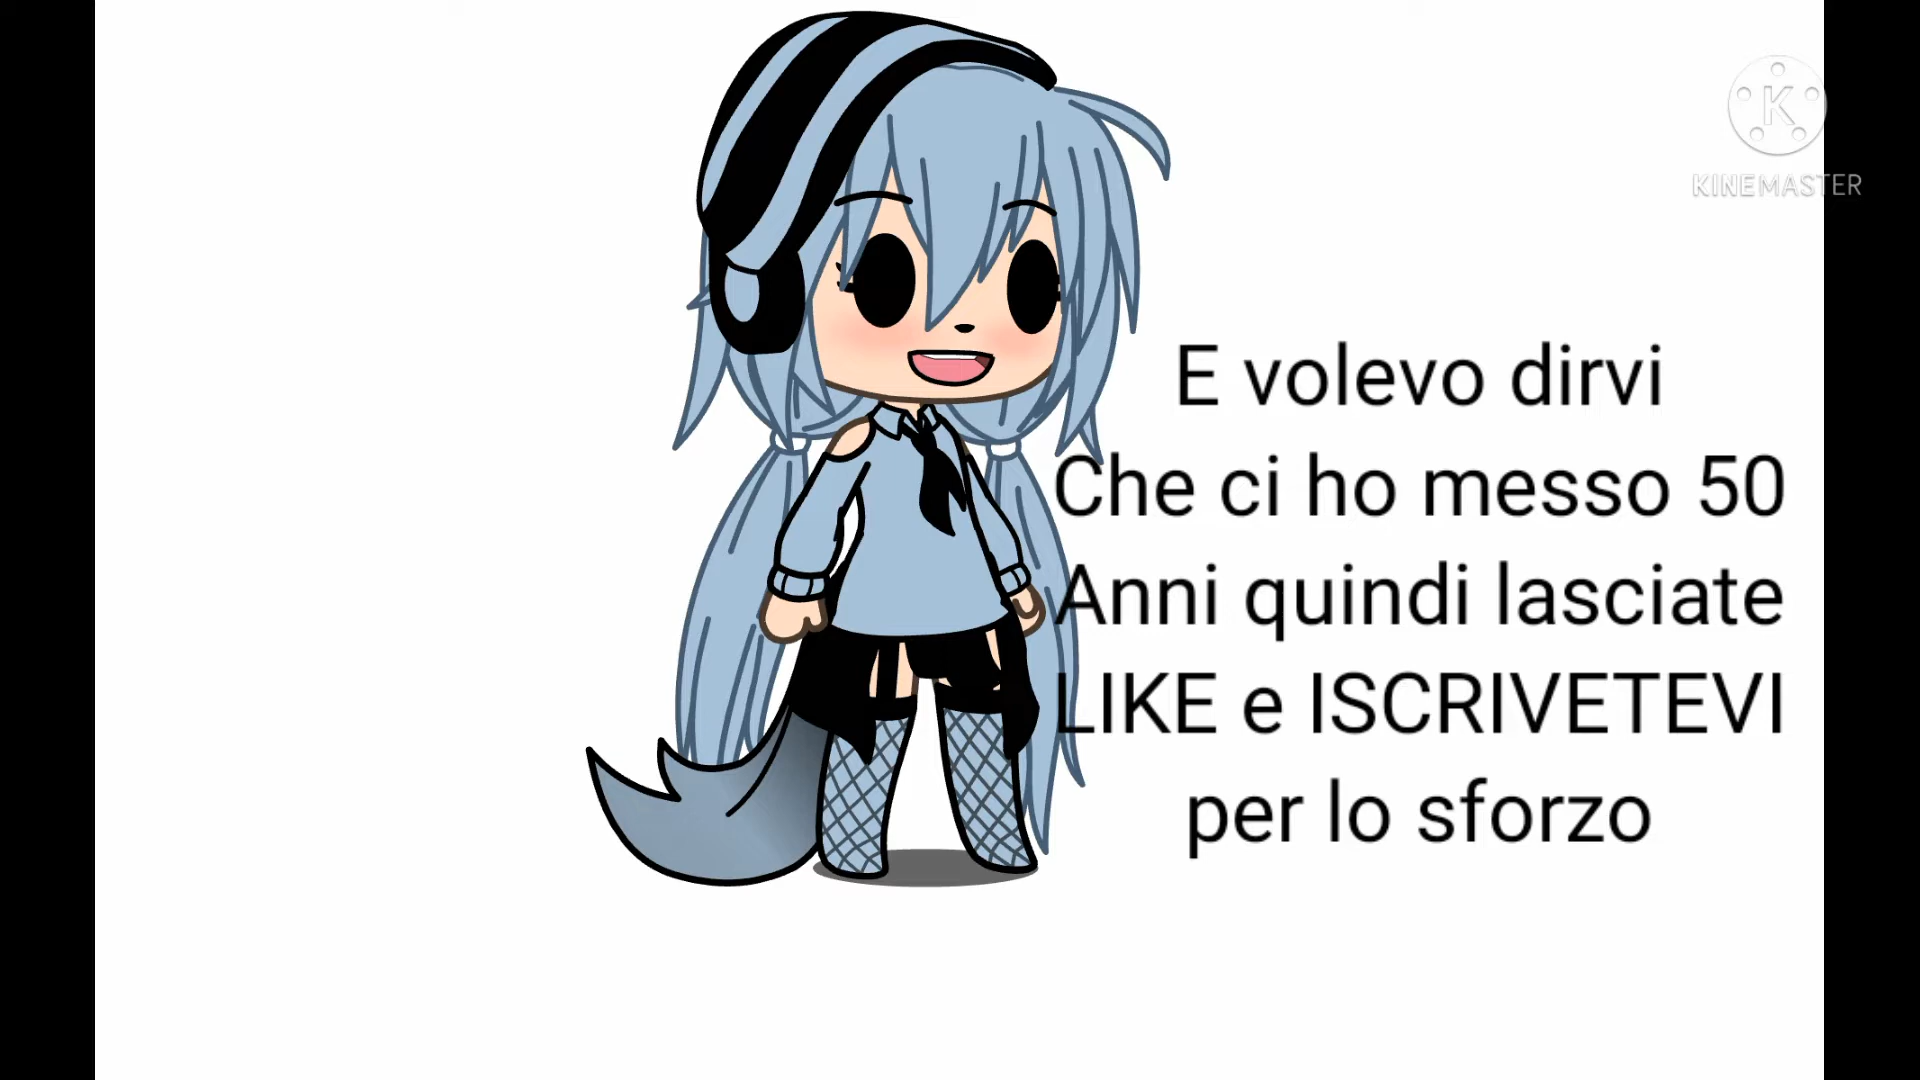 K
KINEMASTER
E volevo dirvi
Che ci ho messo 50
Anni quindi lasciate
LIKE e ISCRIVETEVI
per lo sforzo